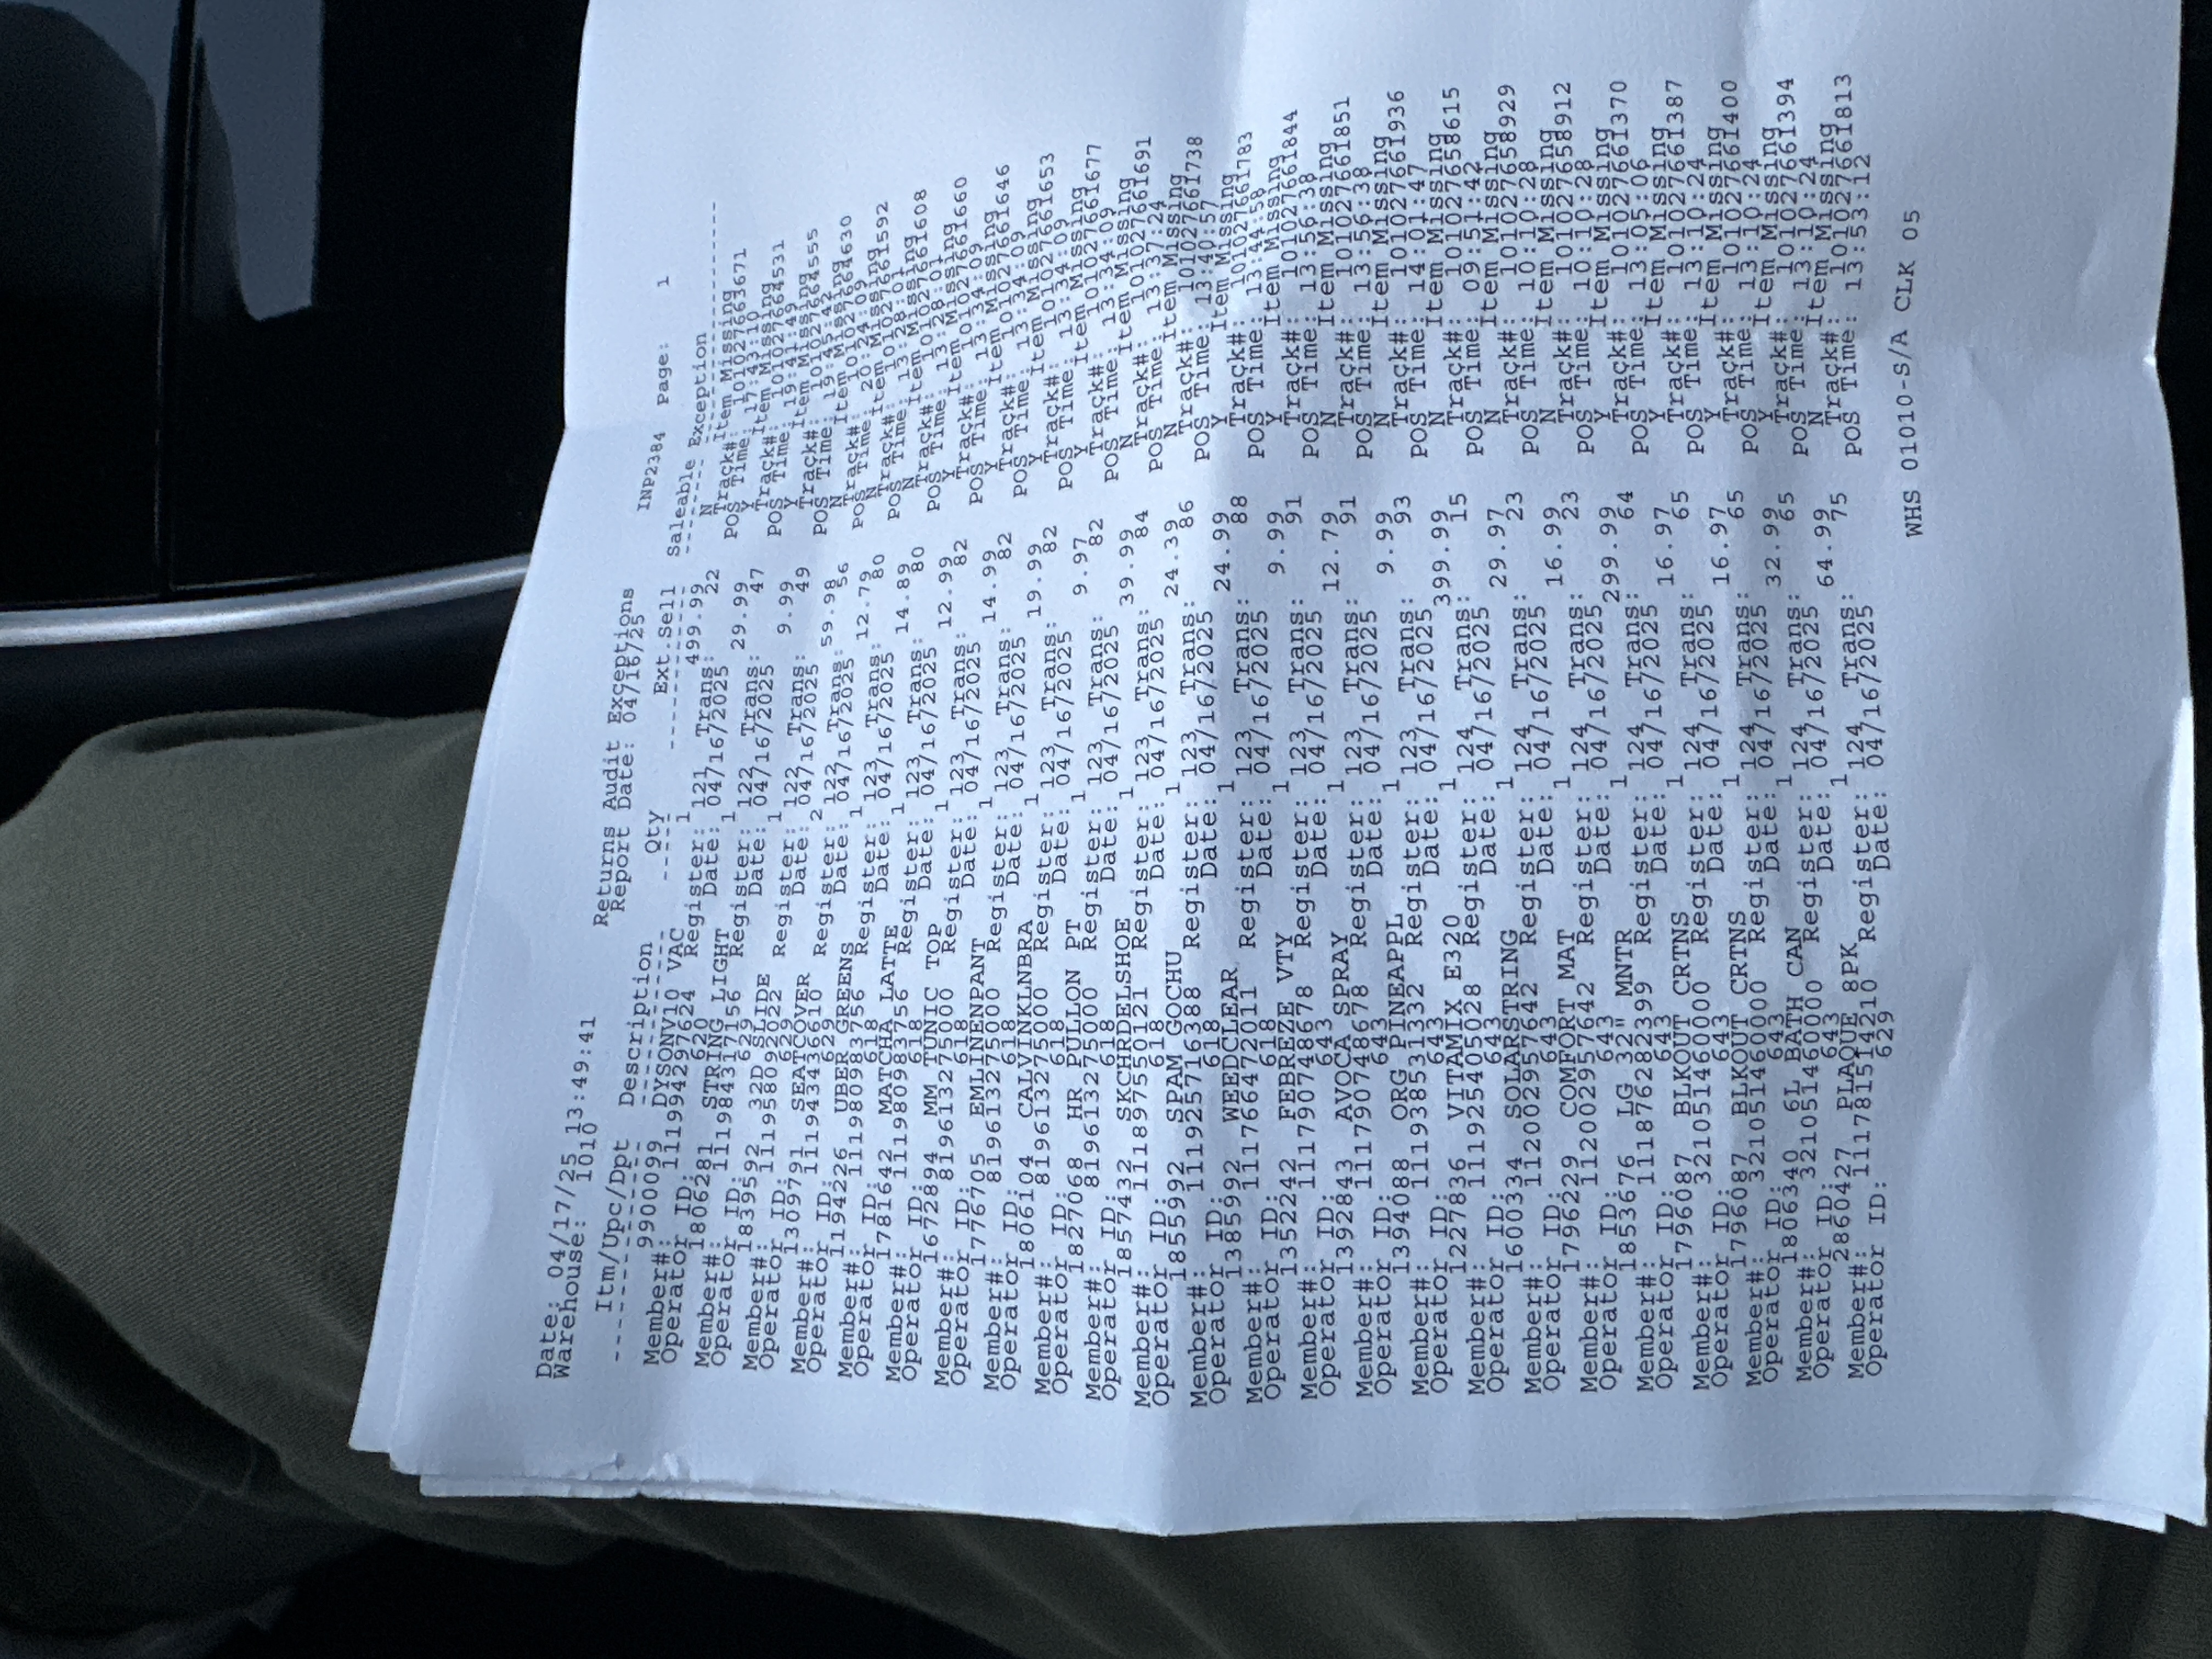 Date: 04/17/25 13:49:41
Warehouse: 1010
Returns Audit Exceptions
Report Date: 04/16/25
INP2384 Page: 1
Itm/Upc/Dpt Description Qty Ext.Sell Saleable Exception
9900099 DYSONV10 VAC 1 499.99 N Item Missing
Member#: 111994297624 Register: 121 Trans: 22 Track#: 101027663671
Operator ID: 620 Date: 04/16/2025 POS Time: 17:43:10
1806281 STRING LIGHT 1 29.99 Y Item Missing
Member#: 111984317156 Register: 122 Trans: 47 Track#: 101027664531
Operator ID: 629 Date: 04/16/2025 POS Time: 19:41:49
1839592 32D SLIDE 1 9.99 Y Item Missing
Member#: 111958092022 Register: 122 Trans: 49 Track#: 101027664555
Operator ID: 629 Date: 04/16/2025 POS Time: 19:45:42
1309791 SEATCOVER 2 59.98 N Item Missing
Member#: 111943436610 Register: 122 Trans: 56 Track#: 101027664630
Operator ID: 629 Date: 04/16/2025 POS Time: 20:24:09
1194226 UBER GREENS 1 12.79 N Item Missing
Member#: 111980983756 Register: 123 Trans: 80 Track#: 101027661592
Operator ID: 618 Date: 04/16/2025 POS Time: 13:28:01
1781642 MATCHA LATTE 1 14.89 N Item Missing
Member#: 111980983756 Register: 123 Trans: 80 Track#: 101027661608
Operator ID: 618 Date: 04/16/2025 POS Time: 13:28:01
1672894 MM TUNIC TOP 1 12.99 Y Item Missing
Member#: 819613275000 Register: 123 Trans: 82 Track#: 101027661660
Operator ID: 618 Date: 04/16/2025 POS Time: 13:34:09
1776705 EMLINENPANT 1 14.99 Y Item Missing
Member#: 819613275000 Register: 123 Trans: 82 Track#: 101027661646
Operator ID: 618 Date: 04/16/2025 POS Time: 13:34:09
1806104 CALVINKLNBRA 1 19.99 Y Item Missing
Member#: 819613275000 Register: 123 Trans: 82 Track#: 101027661653
Operator ID: 618 Date: 04/16/2025 POS Time: 13:34:09
1827068 HR PULLON PT 1 9.97 Y Item Missing
Member#: 819613275000 Register: 123 Trans: 82 Track#: 101027661677
Operator ID: 618 Date: 04/16/2025 POS Time: 13:34:09
1857432 SKCHRDELSHOE 1 39.99 N Item Missing
Member#: 111897550121 Register: 123 Trans: 84 Track#: 101027661691
Operator ID: 618 Date: 04/16/2025 POS Time: 13:37:24
1855992 SPAM GOCHU 1 24.39 N Item Missing
Member#: 111925716388 Register: 123 Trans: 86 Track#: 101027661738
Operator ID: 618 Date: 04/16/2025 POS Time: 13:40:57
1385992 WEEDCLEAR 1 24.99 Y Item Missing
Member#: 111766472011 Register: 123 Trans: 88 Track#: 101027661783
Operator ID: 618 Date: 04/16/2025 POS Time: 13:44:58
1352242 FEBREZE VTY 1 9.99 Y Item Missing
Member#: 111790748678 Register: 123 Trans: 91 Track#: 101027661844
Operator ID: 643 Date: 04/16/2025 POS Time: 13:56:38
1392843 AVOCA SPRAY 1 12.79 N Item Missing
Member#: 111790748678 Register: 123 Trans: 91 Track#: 101027661851
Operator ID: 643 Date: 04/16/2025 POS Time: 13:56:38
1394088 ORG PINEAPPL 1 9.99 N Item Missing
Member#: 111938531332 Register: 123 Trans: 93 Track#: 101027661936
Operator ID: 643 Date: 04/16/2025 POS Time: 14:01:47
1227836 VITAMIX E320 1 399.99 N Item Missing
Member#: 111925405028 Register: 124 Trans: 15 Track#: 101027658615
Operator ID: 643 Date: 04/16/2025 POS Time: 09:51:42
1600334 SOLARSTRING 1 29.97 N Item Missing
Member#: 112002957642 Register: 124 Trans: 23 Track#: 101027658929
Operator ID: 643 Date: 04/16/2025 POS Time: 10:10:28
1796229 COMFORT MAT 1 16.99 N Item Missing
Member#: 112002957642 Register: 124 Trans: 23 Track#: 101027658912
Operator ID: 643 Date: 04/16/2025 POS Time: 10:10:28
1853676 LG 32" MNTR 1 299.99 Y Item Missing
Member#: 111876282399 Register: 124 Trans: 64 Track#: 101027661370
Operator ID: 643 Date: 04/16/2025 POS Time: 13:05:06
1796087 BLKOUT CRTNS 1 16.97 Y Item Missing
Member#: 321051460000 Register: 124 Trans: 65 Track#: 101027661387
Operator ID: 643 Date: 04/16/2025 POS Time: 13:10:24
1796087 BLKOUT CRTNS 1 16.97 Y Item Missing
Member#: 321051460000 Register: 124 Trans: 65 Track#: 101027661400
Operator ID: 643 Date: 04/16/2025 POS Time: 13:10:24
1806340 6L BATH CAN 1 32.99 Y Item Missing
Member#: 321051460000 Register: 124 Trans: 65 Track#: 101027661394
Operator ID: 643 Date: 04/16/2025 POS Time: 13:10:24
2860427 PLAQUE 8PK 1 64.99 N Item Missing
Member#: 111781514210 Register: 124 Trans: 75 Track#: 101027661813
Operator ID: 629 Date: 04/16/2025 POS Time: 13:53:12
WHS 01010-S/A CLK 05